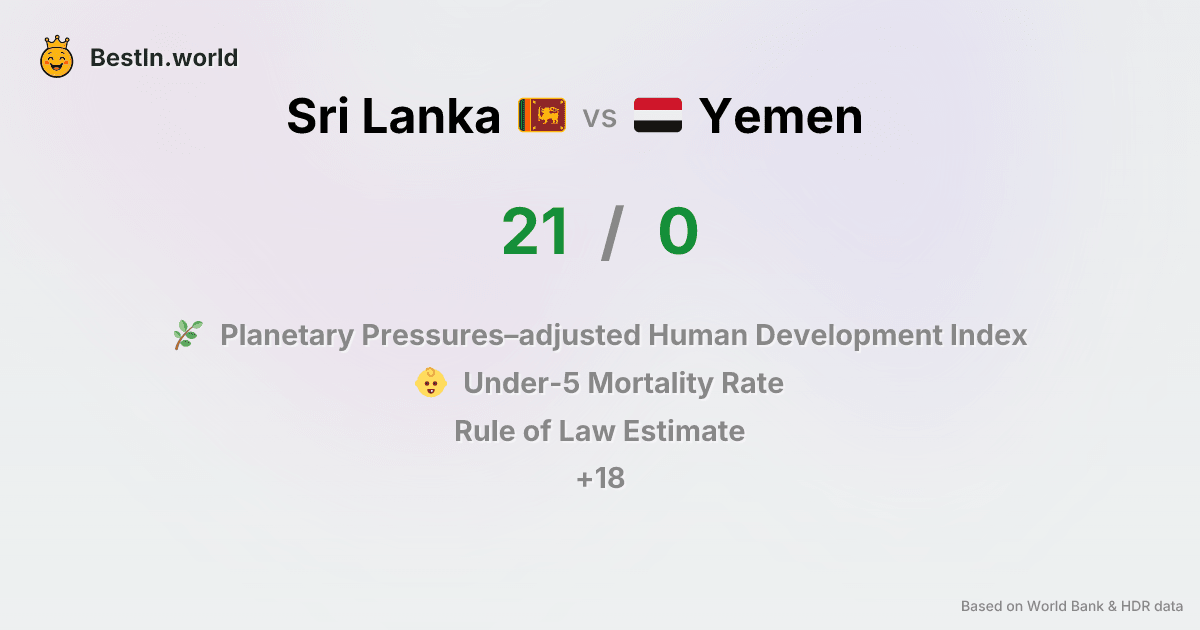 BestIn.world
Sri Lanka vs Yemen
21 / 0
Planetary Pressures–adjusted Human Development Index
Under-5 Mortality Rate
Rule of Law Estimate
+18
Based on World Bank & HDR data